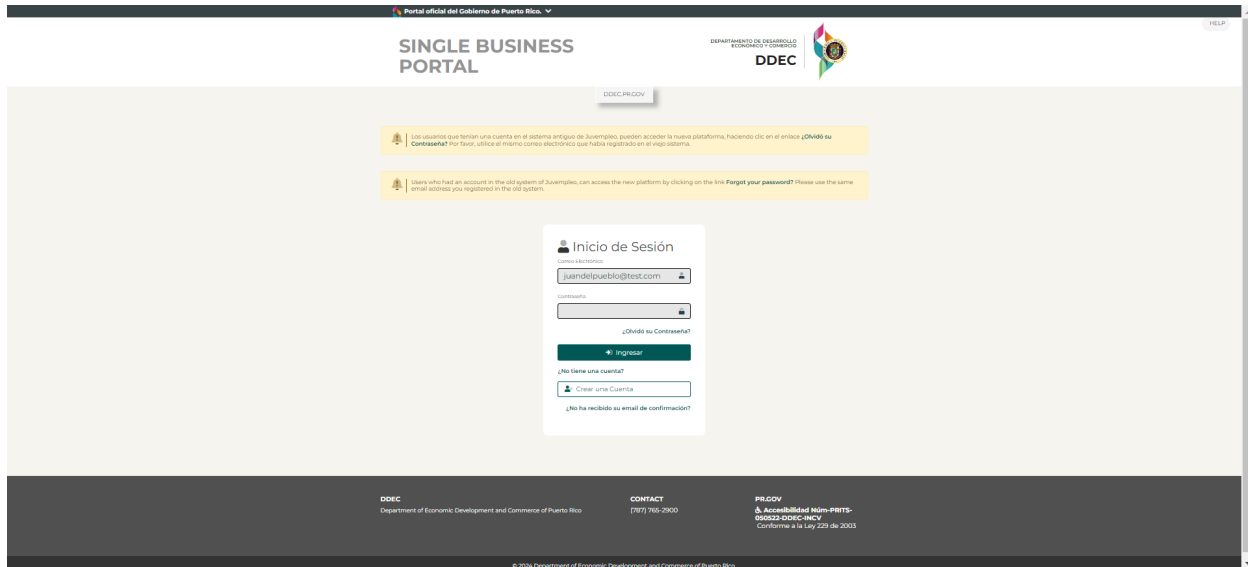 Portal oficial del Gobierno de Puerto Rico.
HELP
SINGLE BUSINESS
PORTAL
DEPARTAMENTO DE DESARROLLO
ECONÓMICO Y COMERCIO
DDEC
DDEC.PR.GOV
Los usuarios que tenían una cuenta en el sistema antiguo de Juvempleo, pueden acceder la nueva plataforma, haciendo clic en el enlace ¿Olvidó su
Contraseña? Por favor, utilice el mismo correo electrónico que había registrado en el viejo sistema.
Users who had an account in the old system of Juvempleo, can access the new platform by clicking on the link Forgot your password? Please use the same
email address you registered in the old system.
Inicio de Sesión
Correo Electrónico
juandelpueblo@test.com
Contraseña
¿Olvidó su Contraseña?
Ingresar
¿No tiene una cuenta?
Crear una Cuenta
¿No ha recibido su email de confirmación?
DDEC
Department of Economic Development and Commerce of Puerto Rico
CONTACT
(787) 765-2900
PR.GOV
Accesibilidad Núm-PRITS-
050522-DDEC-INCV
Conforme a la Ley 229 de 2003
© 2024 Department of Economic Development and Commerce of Puerto Rico